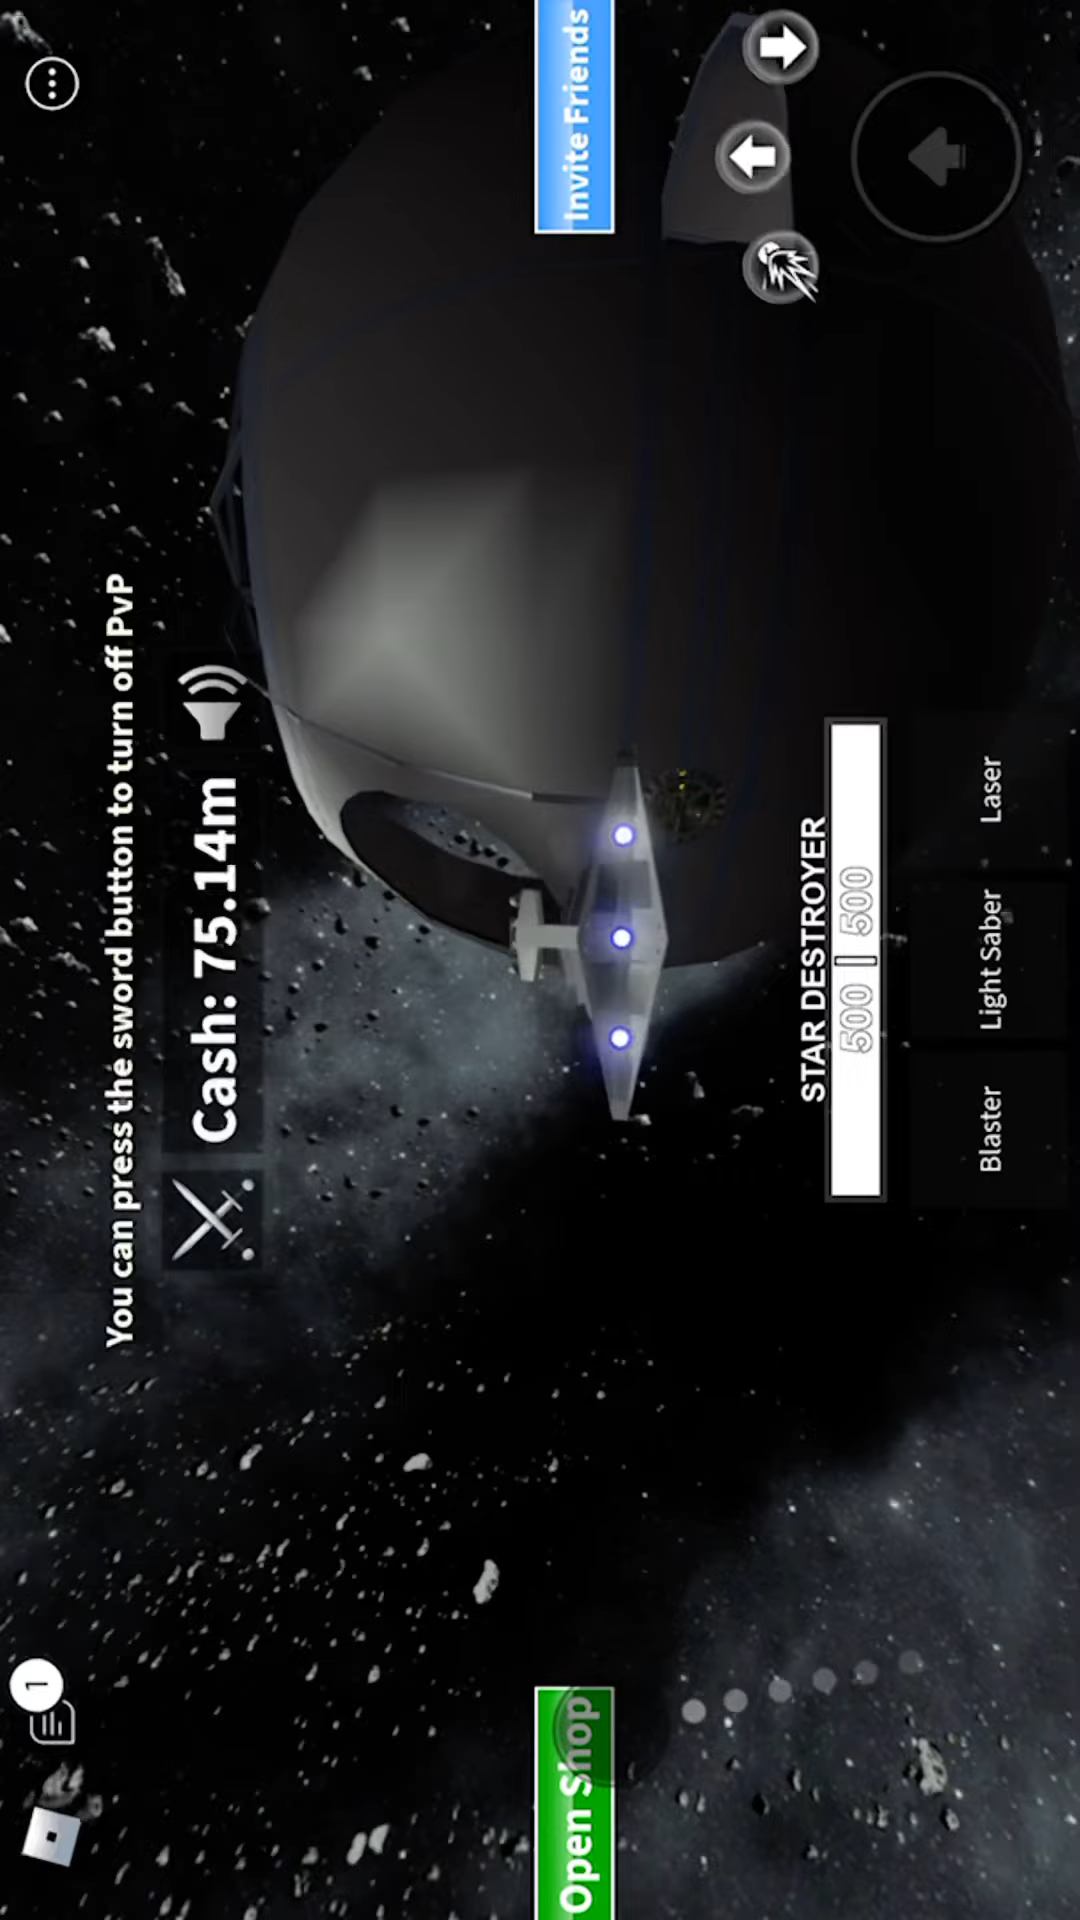 1
You can press the sword button to turn off PvP
Cash: 75.14m
Open Shop
Invite Friends
STAR DESTROYER
500 | 500
Blaster
Light Saber
Laser